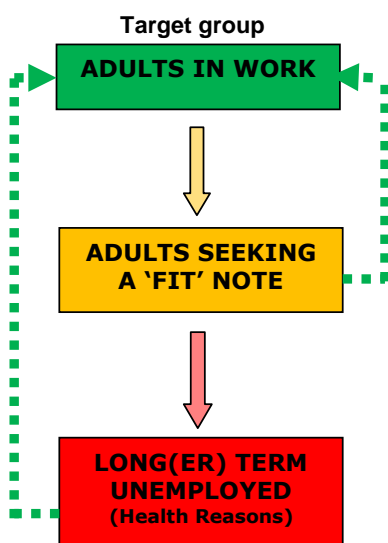 Target group
ADULTS IN WORK
ADULTS SEEKING
A ‘FIT’ NOTE
LONG(ER) TERM
UNEMPLOYED
(Health Reasons)